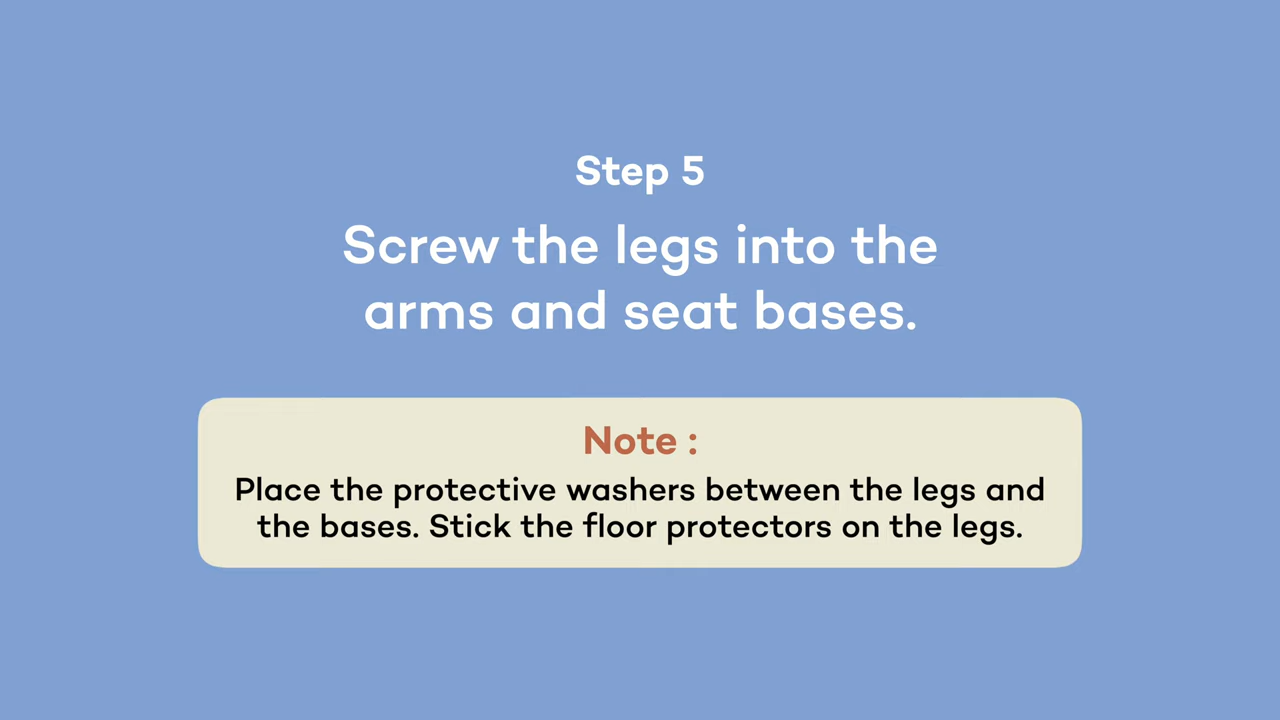 Step 5
Screw the legs into the
arms and seat bases.
Note :
Place the protective washers between the legs and
the bases. Stick the floor protectors on the legs.